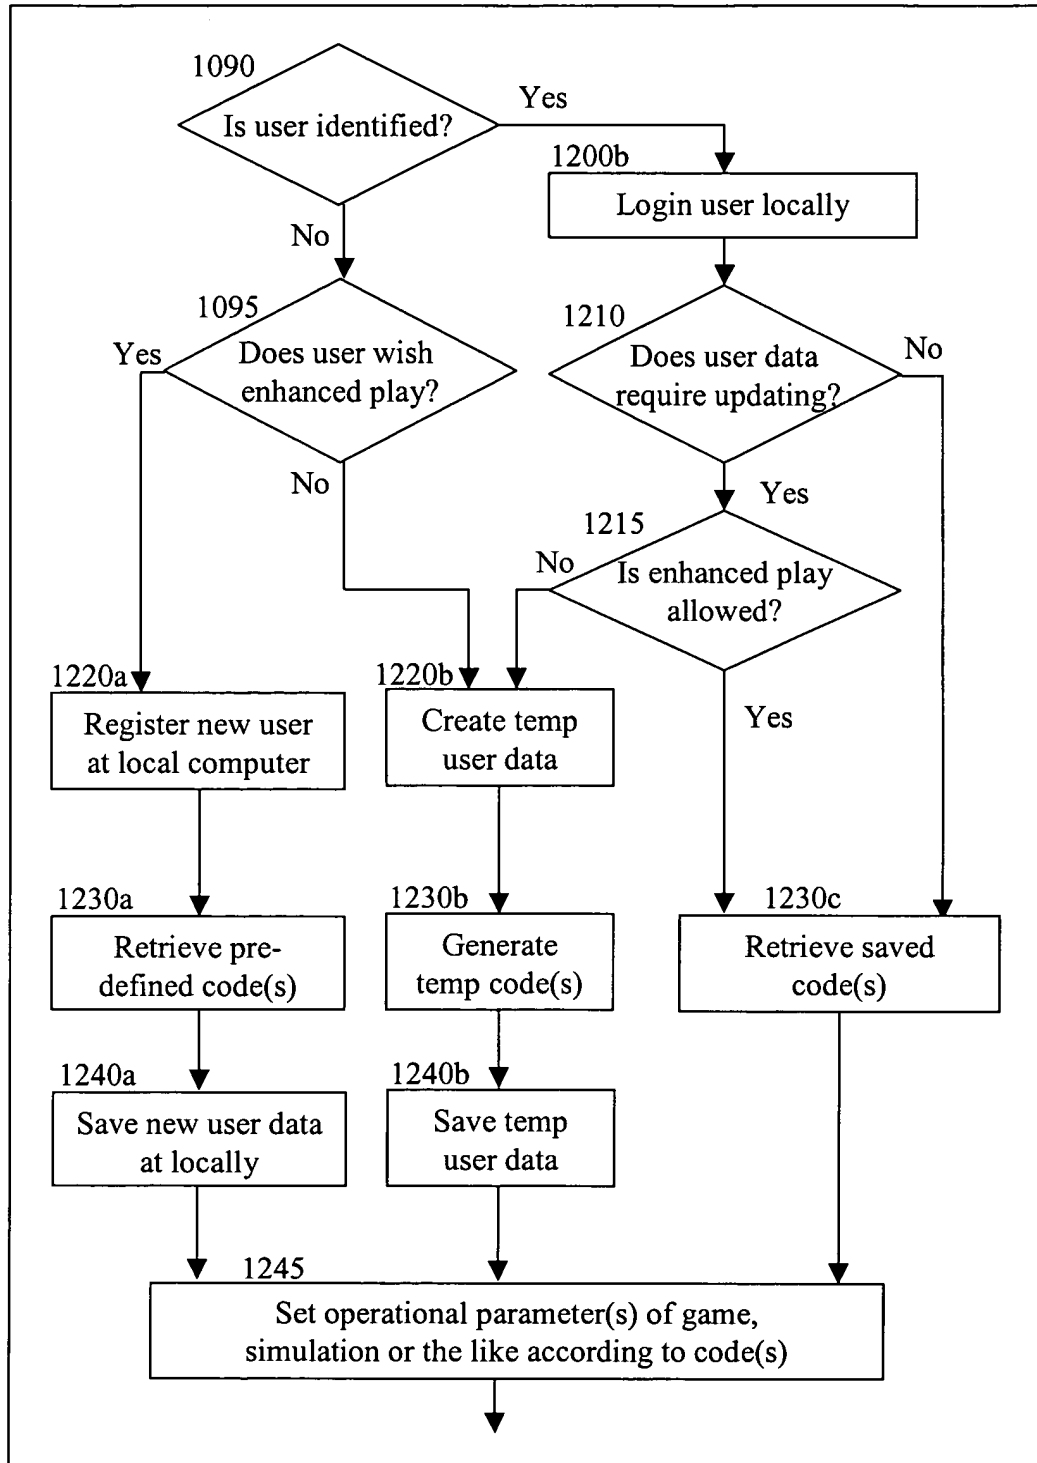 1090
Is user identified?
Yes
No
1200b
Login user locally
1095
Does user wish
enhanced play?
Yes
No
1210
Does user data
require updating?
No
Yes
1215
Is enhanced play
allowed?
No
Yes
1220a
Register new user
at local computer
1220b
Create temp
user data
1230a
Retrieve pre-
defined code(s)
1230b
Generate
temp code(s)
1230c
Retrieve saved
code(s)
1240a
Save new user data
at locally
1240b
Save temp
user data
1245
Set operational parameter(s) of game,
simulation or the like according to code(s)